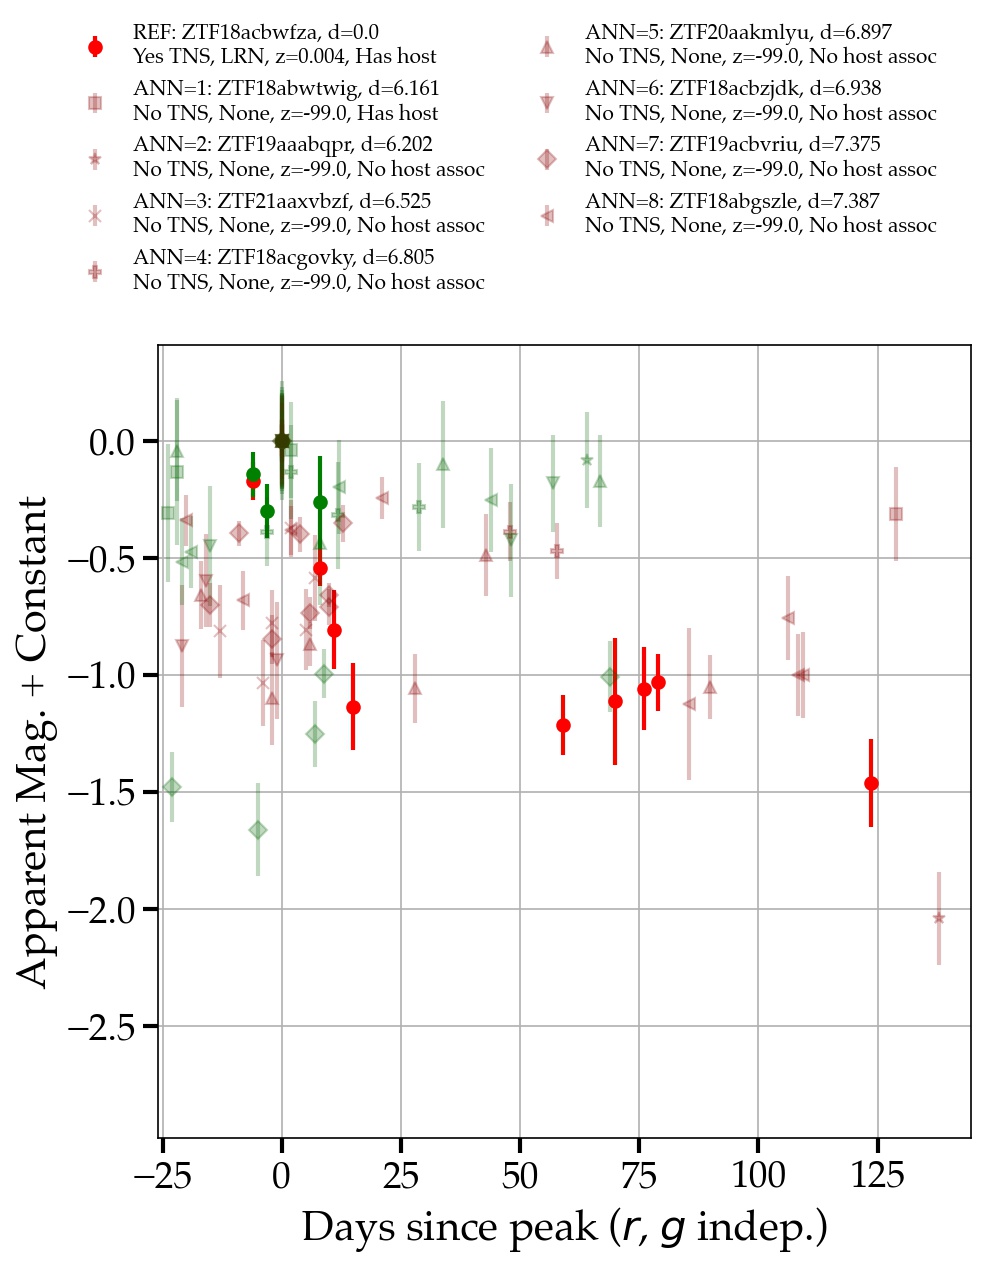 REF: ZTF18acbwfza, d=0.0
Yes TNS, LRN, z=0.004, Has host
ANN=1: ZTF18abwtwig, d=6.161
No TNS, None, z=-99.0, Has host
ANN=2: ZTF19aaabqpr, d=6.202
No TNS, None, z=-99.0, No host assoc
ANN=3: ZTF21aaxvbzf, d=6.525
No TNS, None, z=-99.0, No host assoc
ANN=4: ZTF18acgovky, d=6.805
No TNS, None, z=-99.0, No host assoc
ANN=5: ZTF20aakmlyu, d=6.897
No TNS, None, z=-99.0, No host assoc
ANN=6: ZTF18acbzjdk, d=6.938
No TNS, None, z=-99.0, No host assoc
ANN=7: ZTF19acbvriu, d=7.375
No TNS, None, z=-99.0, No host assoc
ANN=8: ZTF18abgszle, d=7.387
No TNS, None, z=-99.0, No host assoc
Apparent Mag. + Constant
0.0
−0.5
−1.0
−1.5
−2.0
−2.5
−25 0 25 50 75 100 125
Days since peak (r, g indep.)